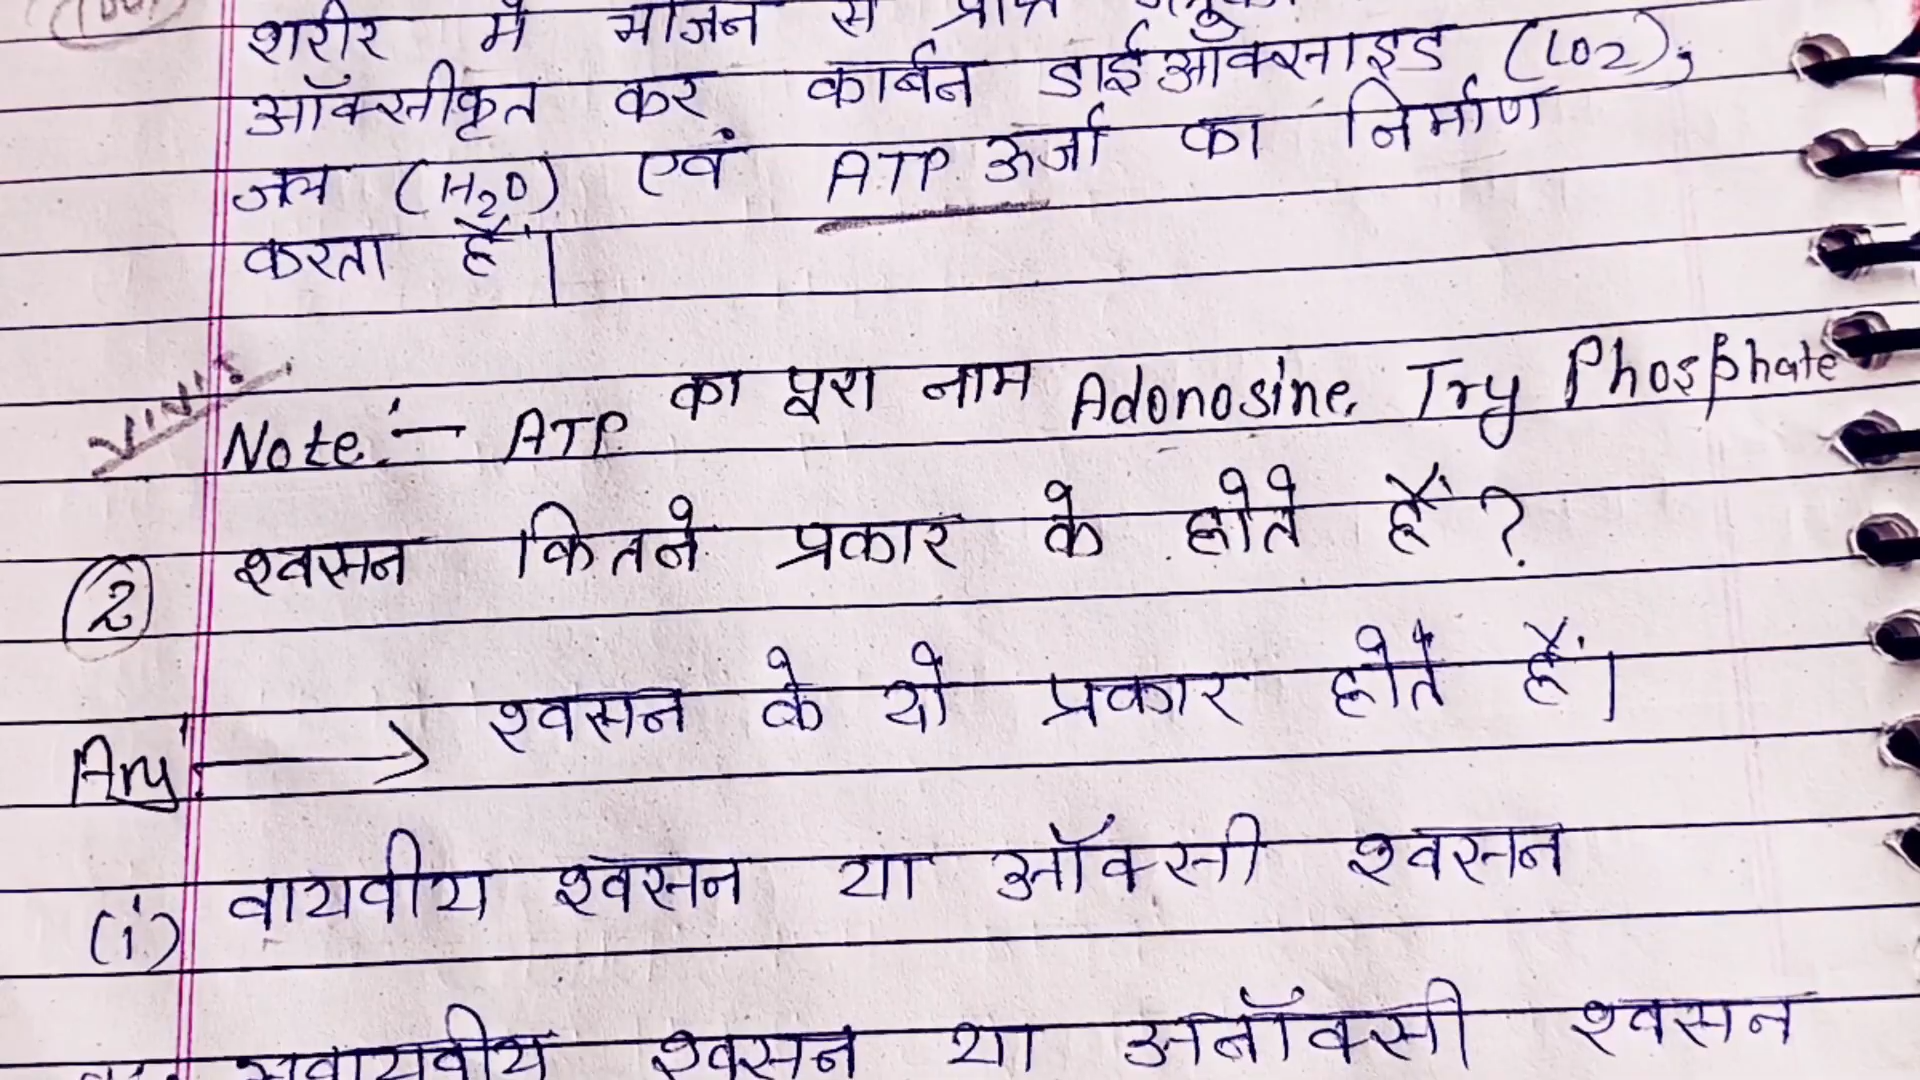 शरीर में भोजन से प्राप्त
ऑक्सीकृत कर कार्बन डाईऑक्साइड (CO2),
जल (H2O) एवं ATP ऊर्जा का निर्माण
करता हैं।
V.V.I
Note:- ATP का पूरा नाम Adonosine Try Phosphate
(2) श्वसन कितने प्रकार के होते हैं ?
Ans:→ श्वसन के दो प्रकार होते हैं।
(i) वायवीय श्वसन या ऑक्सी श्वसन
अवायवीय श्वसन या अनॉक्सी श्वसन